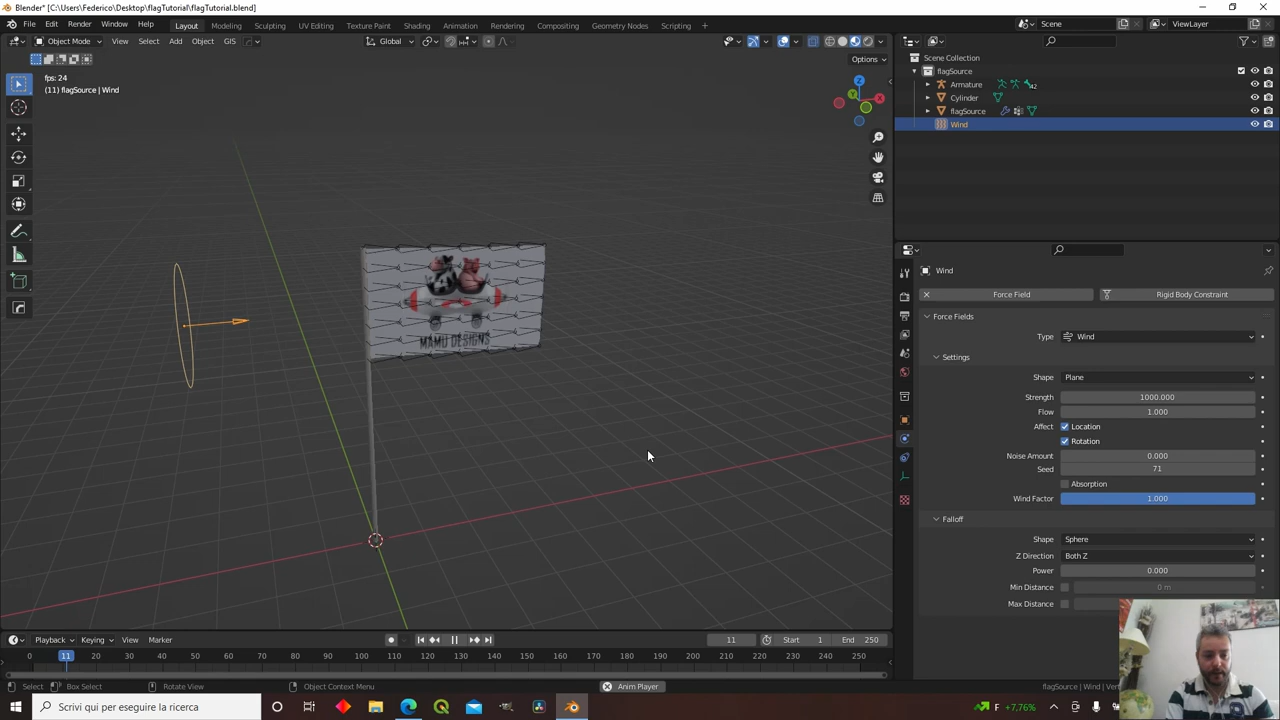 Blender* [C:\Users\Federico\Desktop\flagTutorial\flagTutorial.blend]
File Edit Render Window Help Layout Modeling Sculpting UV Editing Texture Paint Shading Animation Rendering Compositing Geometry Nodes Scripting + Scene ViewLayer
Object Mode View Select Add Object GIS Global
Options
fps: 24
(11) flagSource | Wind
Z
Y
X
MAMU DESIGNS
Scene Collection
flagSource
Armature 42
Cylinder
flagSource
Wind
Wind
Force Field Rigid Body Constraint
Force Fields
Type Wind
Settings
Shape Plane
Strength 1000.000
Flow 1.000
Affect Location
Rotation
Noise Amount 0.000
Seed 71
Absorption
Wind Factor 1.000
Falloff
Shape Sphere
Z Direction Both Z
Power 0.000
Min Distance 0 m
Max Distance
Playback Keying View Marker 11 Start 1 End 250
0 11 20 30 40 50 60 70 80 90 100 110 120 130 140 150 160 170 180 190 200 210 220 230 240 250
Select Box Select Rotate View Object Context Menu Anim Player flagSource | Wind | Vert
Scrivi qui per eseguire la ricerca +7,76%